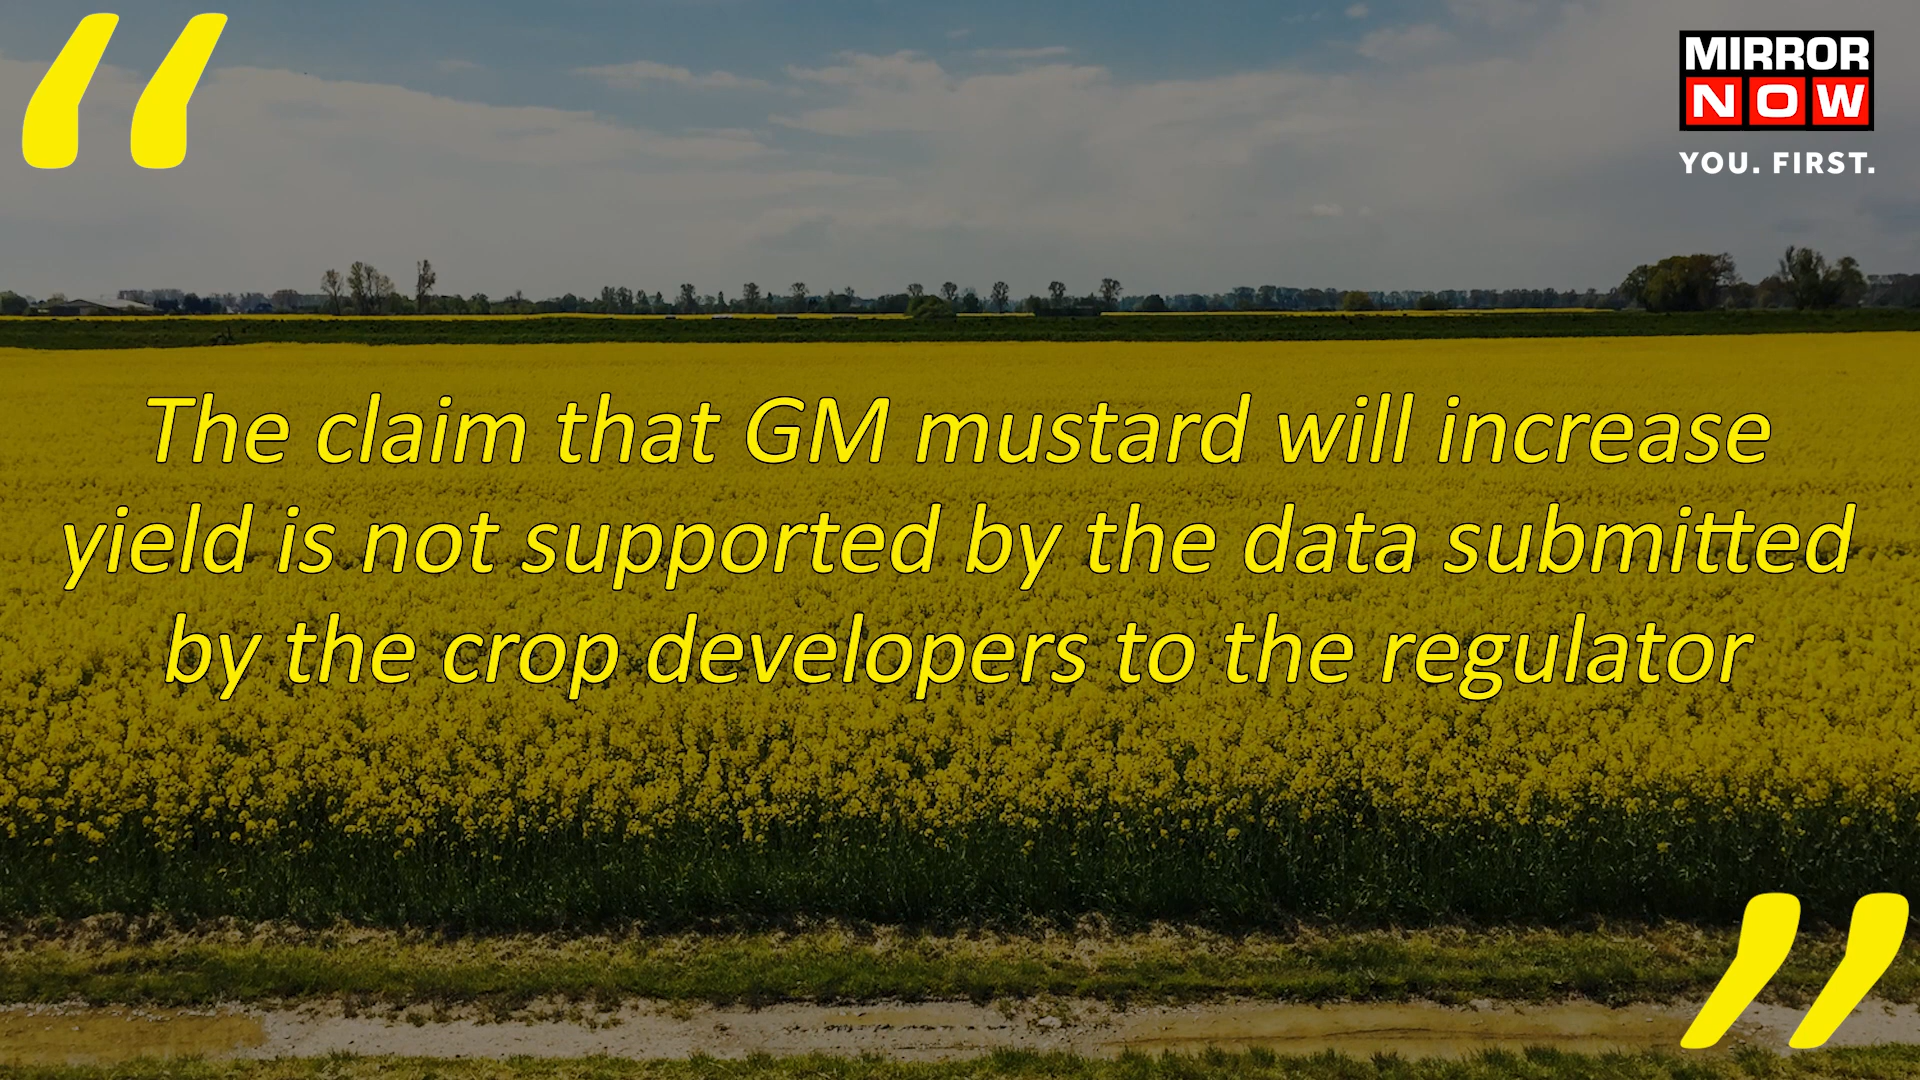 “
MIRROR
NOW
YOU. FIRST.
The claim that GM mustard will increase
yield is not supported by the data submitted
by the crop developers to the regulator
”